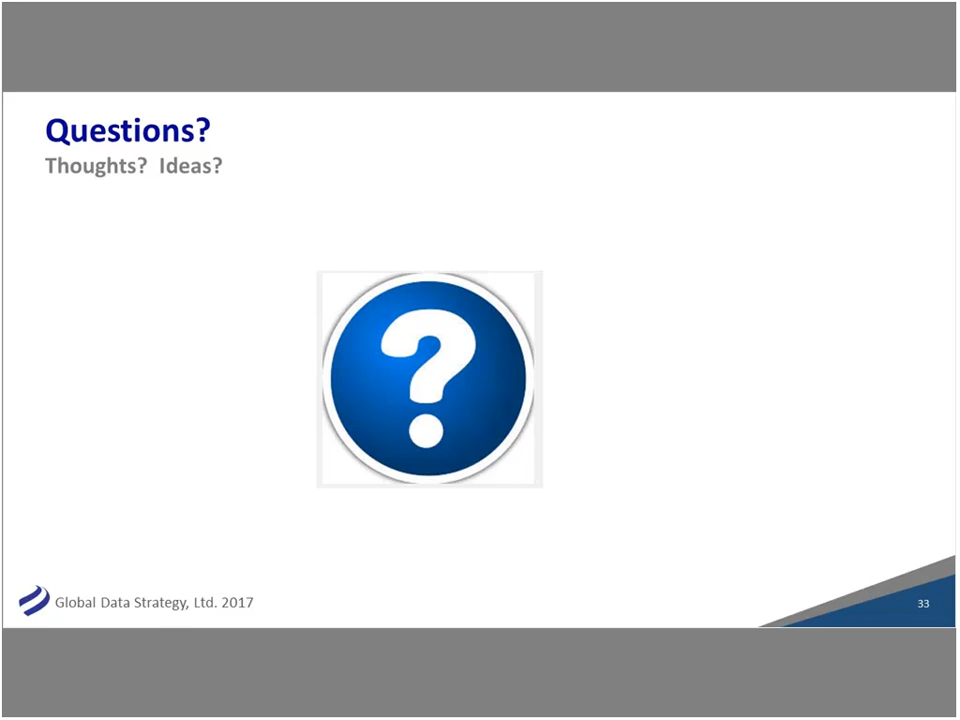 Questions?
Thoughts?  Ideas?
?
Global Data Strategy, Ltd. 2017
33